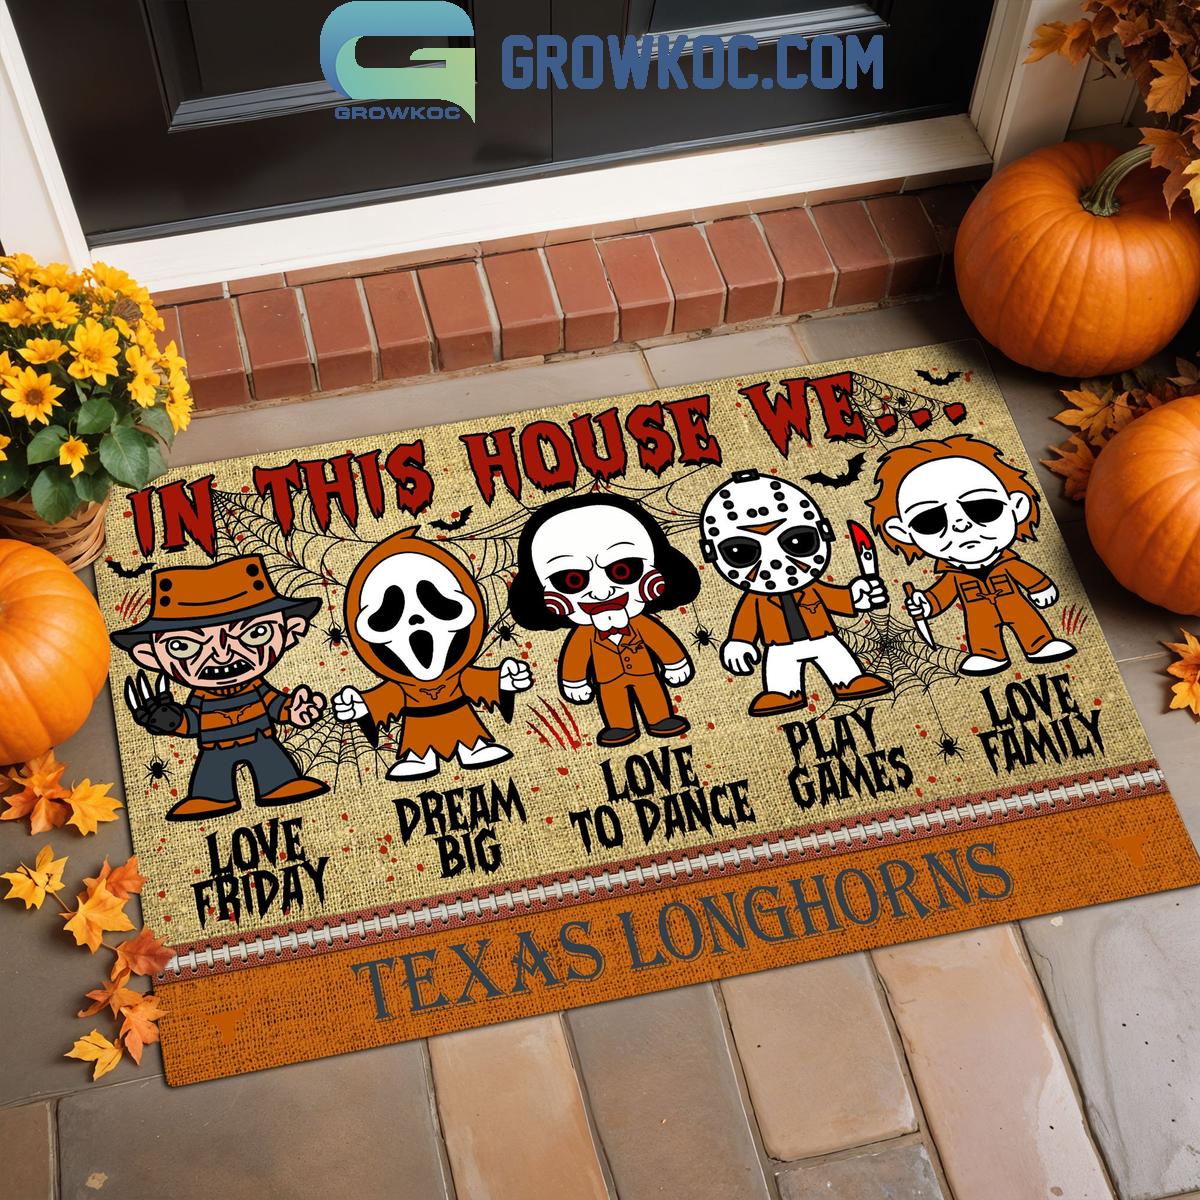 GROWKOC
GROWKOC.COM
IN THIS HOUSE WE...
LOVE
FRIDAY
DREAM
BIG
LOVE
TO DANCE
PLAY
GAMES
LOVE
FAMILY
TEXAS LONGHORNS